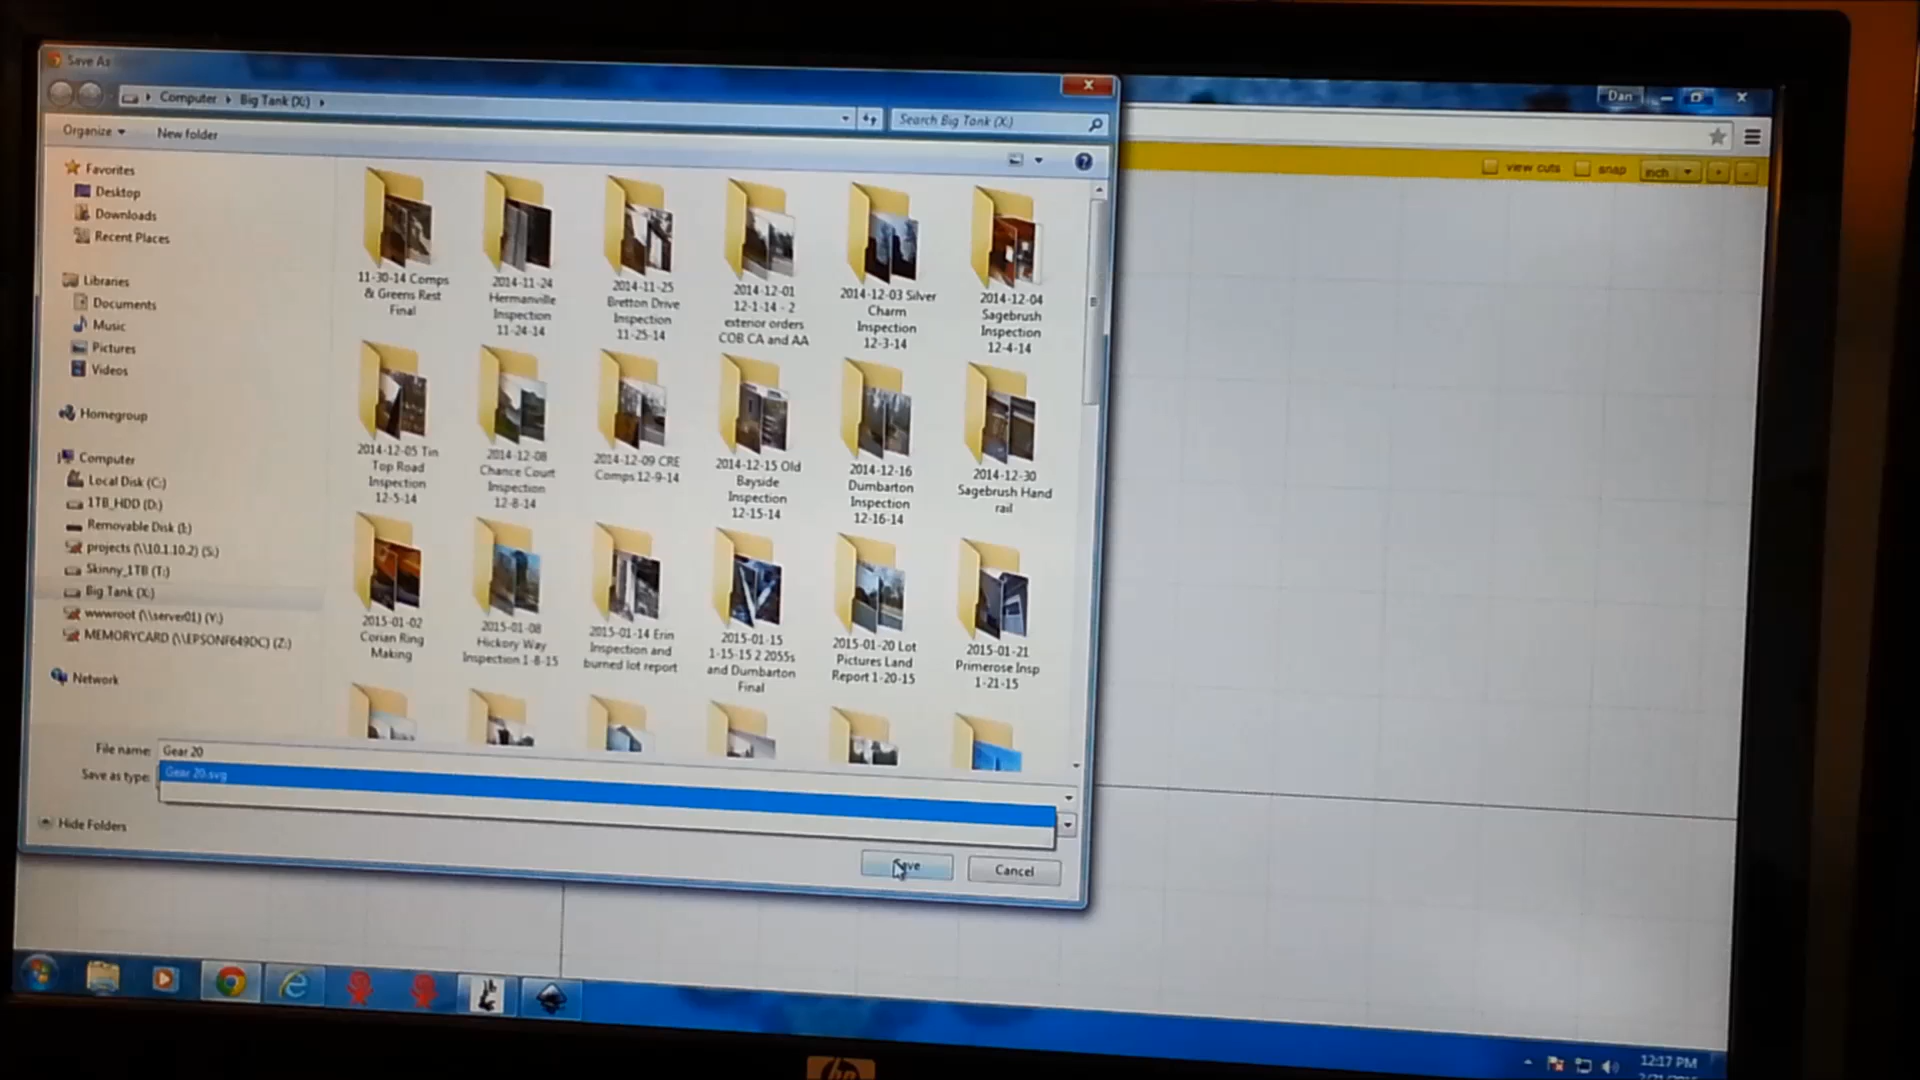 Save As
Dan
Computer
Big Tank (X:)
Search Big Tank (X:)
Organize
New folder
view cuts
snap
inch
Favorites
Desktop
Downloads
Recent Places
Libraries
Documents
Music
Pictures
Videos
Homegroup
Computer
Local Disk (C:)
1TB_HDD (D:)
Removable Disk (I:)
projects (\\10.1.10.2) (S:)
Skinny_1TB (T:)
Big Tank (X:)
wwwroot (\\server01) (Y:)
MEMORYCARD (\\EPSONF649DC) (Z:)
Network
11-30-14 Comps
& Greens Rest
Final
2014-11-24
Hermanville
Inspection
11-24-14
2014-11-25
Bretton Drive
Inspection
11-25-14
2014-12-01
12-1-14 - 2
exterior orders
COB CA and AA
2014-12-03 Silver
Charm
Inspection
12-3-14
2014-12-04
Sagebrush
Inspection
12-4-14
2014-12-05 Tin
Top Road
Inspection
12-5-14
2014-12-08
Chance Court
Inspection
12-8-14
2014-12-09 CRE
Comps 12-9-14
2014-12-15 Old
Bayside
Inspection
12-15-14
2014-12-16
Dumbarton
Inspection
12-16-14
2014-12-30
Sagebrush Hand
rail
2015-01-02
Corian Ring
Making
2015-01-08
Hickory Way
Inspection 1-8-15
2015-01-14 Erin
Inspection and
burned lot report
2015-01-15
1-15-15 2 2055s
and Dumbarton
Final
2015-01-20 Lot
Pictures Land
Report 1-20-15
2015-01-21
Primerose Insp
1-21-15
File name: Gear 20
Save as type:
Gear 20.svg
Hide Folders
Save
Cancel
12:17 PM
hp